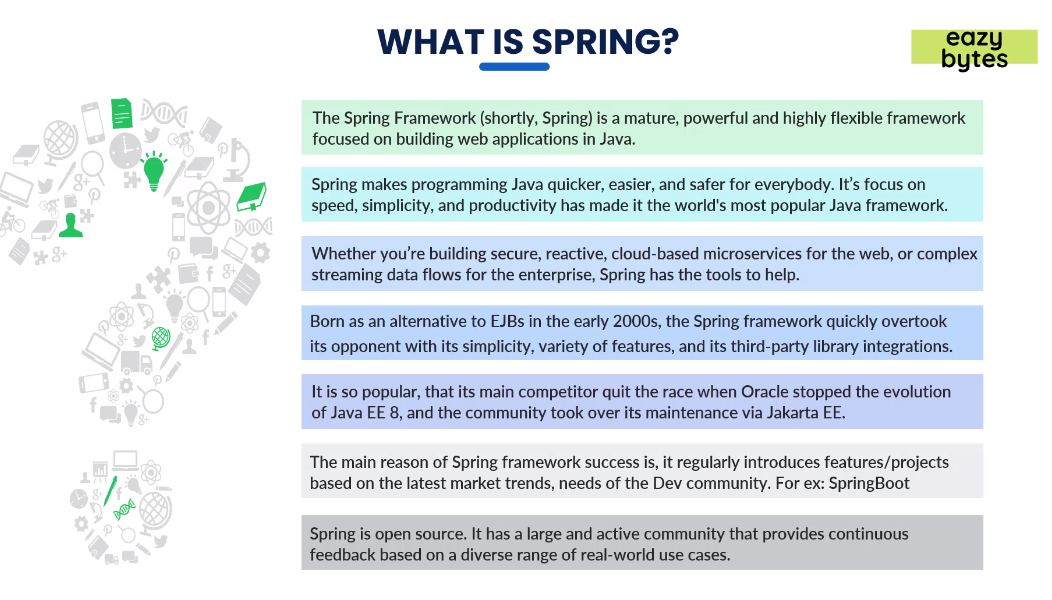 WHAT IS SPRING?
eazy
bytes
The Spring Framework (shortly, Spring) is a mature, powerful and highly flexible framework
focused on building web applications in Java.
Spring makes programming Java quicker, easier, and safer for everybody. It’s focus on
speed, simplicity, and productivity has made it the world's most popular Java framework.
Whether you’re building secure, reactive, cloud-based microservices for the web, or complex
streaming data flows for the enterprise, Spring has the tools to help.
Born as an alternative to EJBs in the early 2000s, the Spring framework quickly overtook
its opponent with its simplicity, variety of features, and its third-party library integrations.
It is so popular, that its main competitor quit the race when Oracle stopped the evolution
of Java EE 8, and the community took over its maintenance via Jakarta EE.
The main reason of Spring framework success is, it regularly introduces features/projects
based on the latest market trends, needs of the Dev community. For ex: SpringBoot
Spring is open source. It has a large and active community that provides continuous
feedback based on a diverse range of real-world use cases.